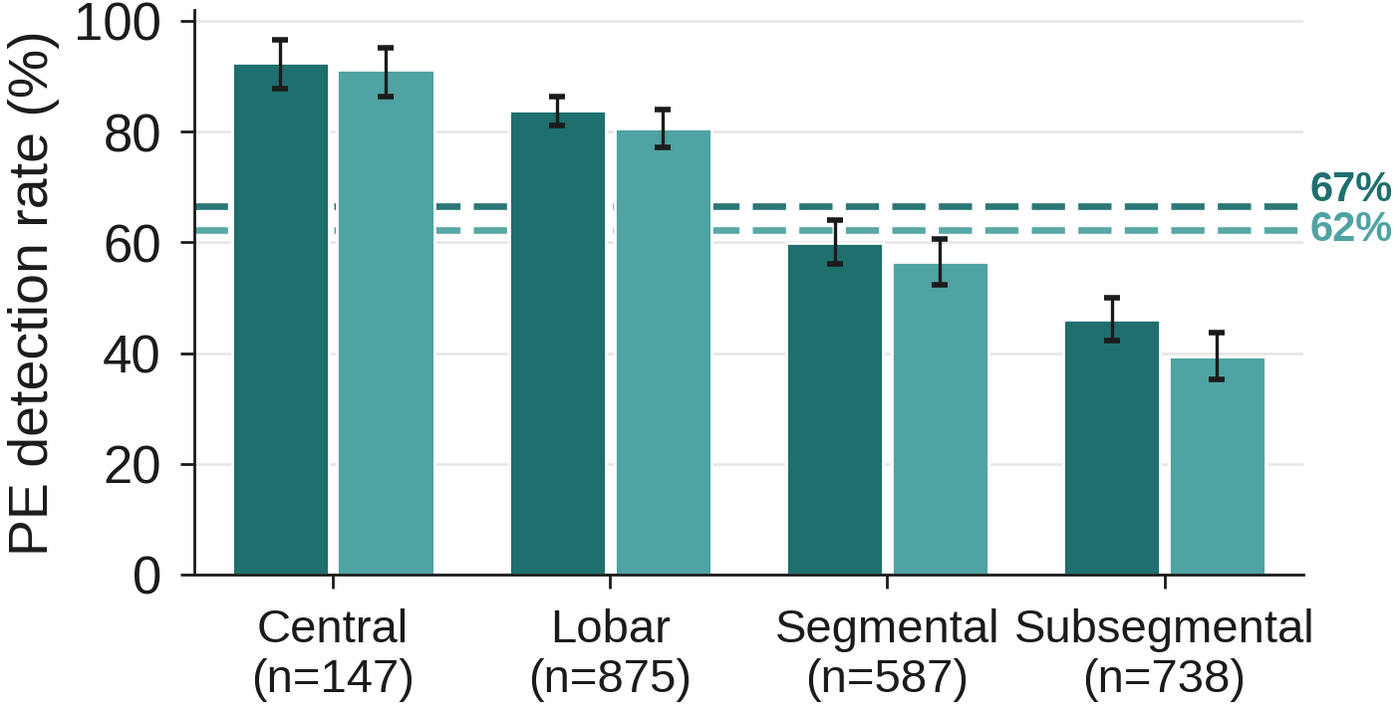 PE detection rate (%)
100
80
60
40
20
0
67%
62%
Central
(n=147)
Lobar
(n=875)
Segmental
(n=587)
Subsegmental
(n=738)